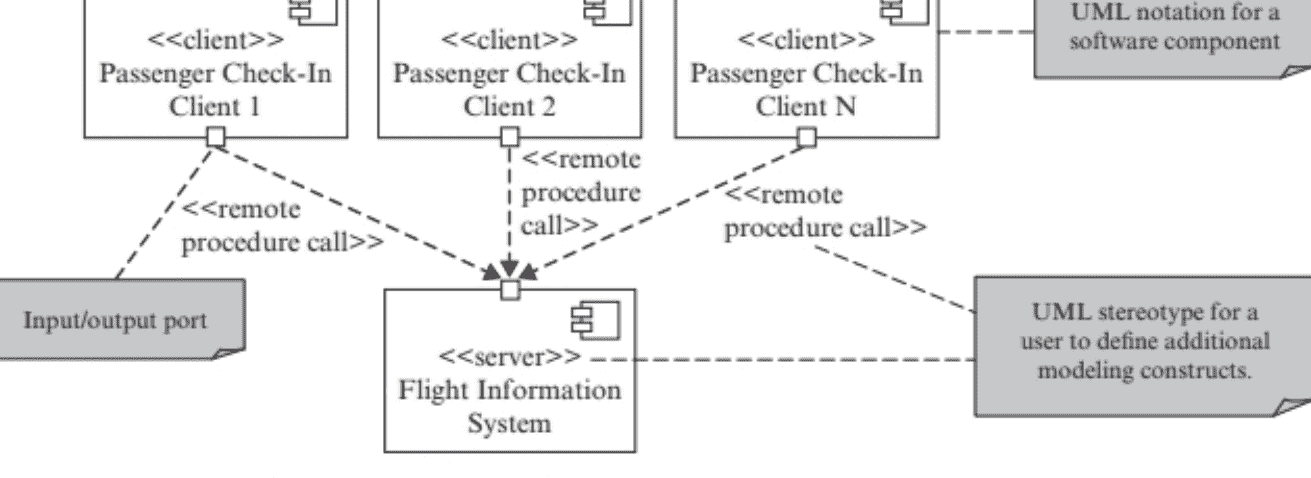 <<client>>
Passenger Check-In
Client 1
<<client>>
Passenger Check-In
Client 2
<<client>>
Passenger Check-In
Client N
UML notation for a
software component
<<remote
procedure call>>
<<remote
procedure
call>>
<<remote
procedure call>>
Input/output port
<<server>>
Flight Information
System
UML stereotype for a
user to define additional
modeling constructs.